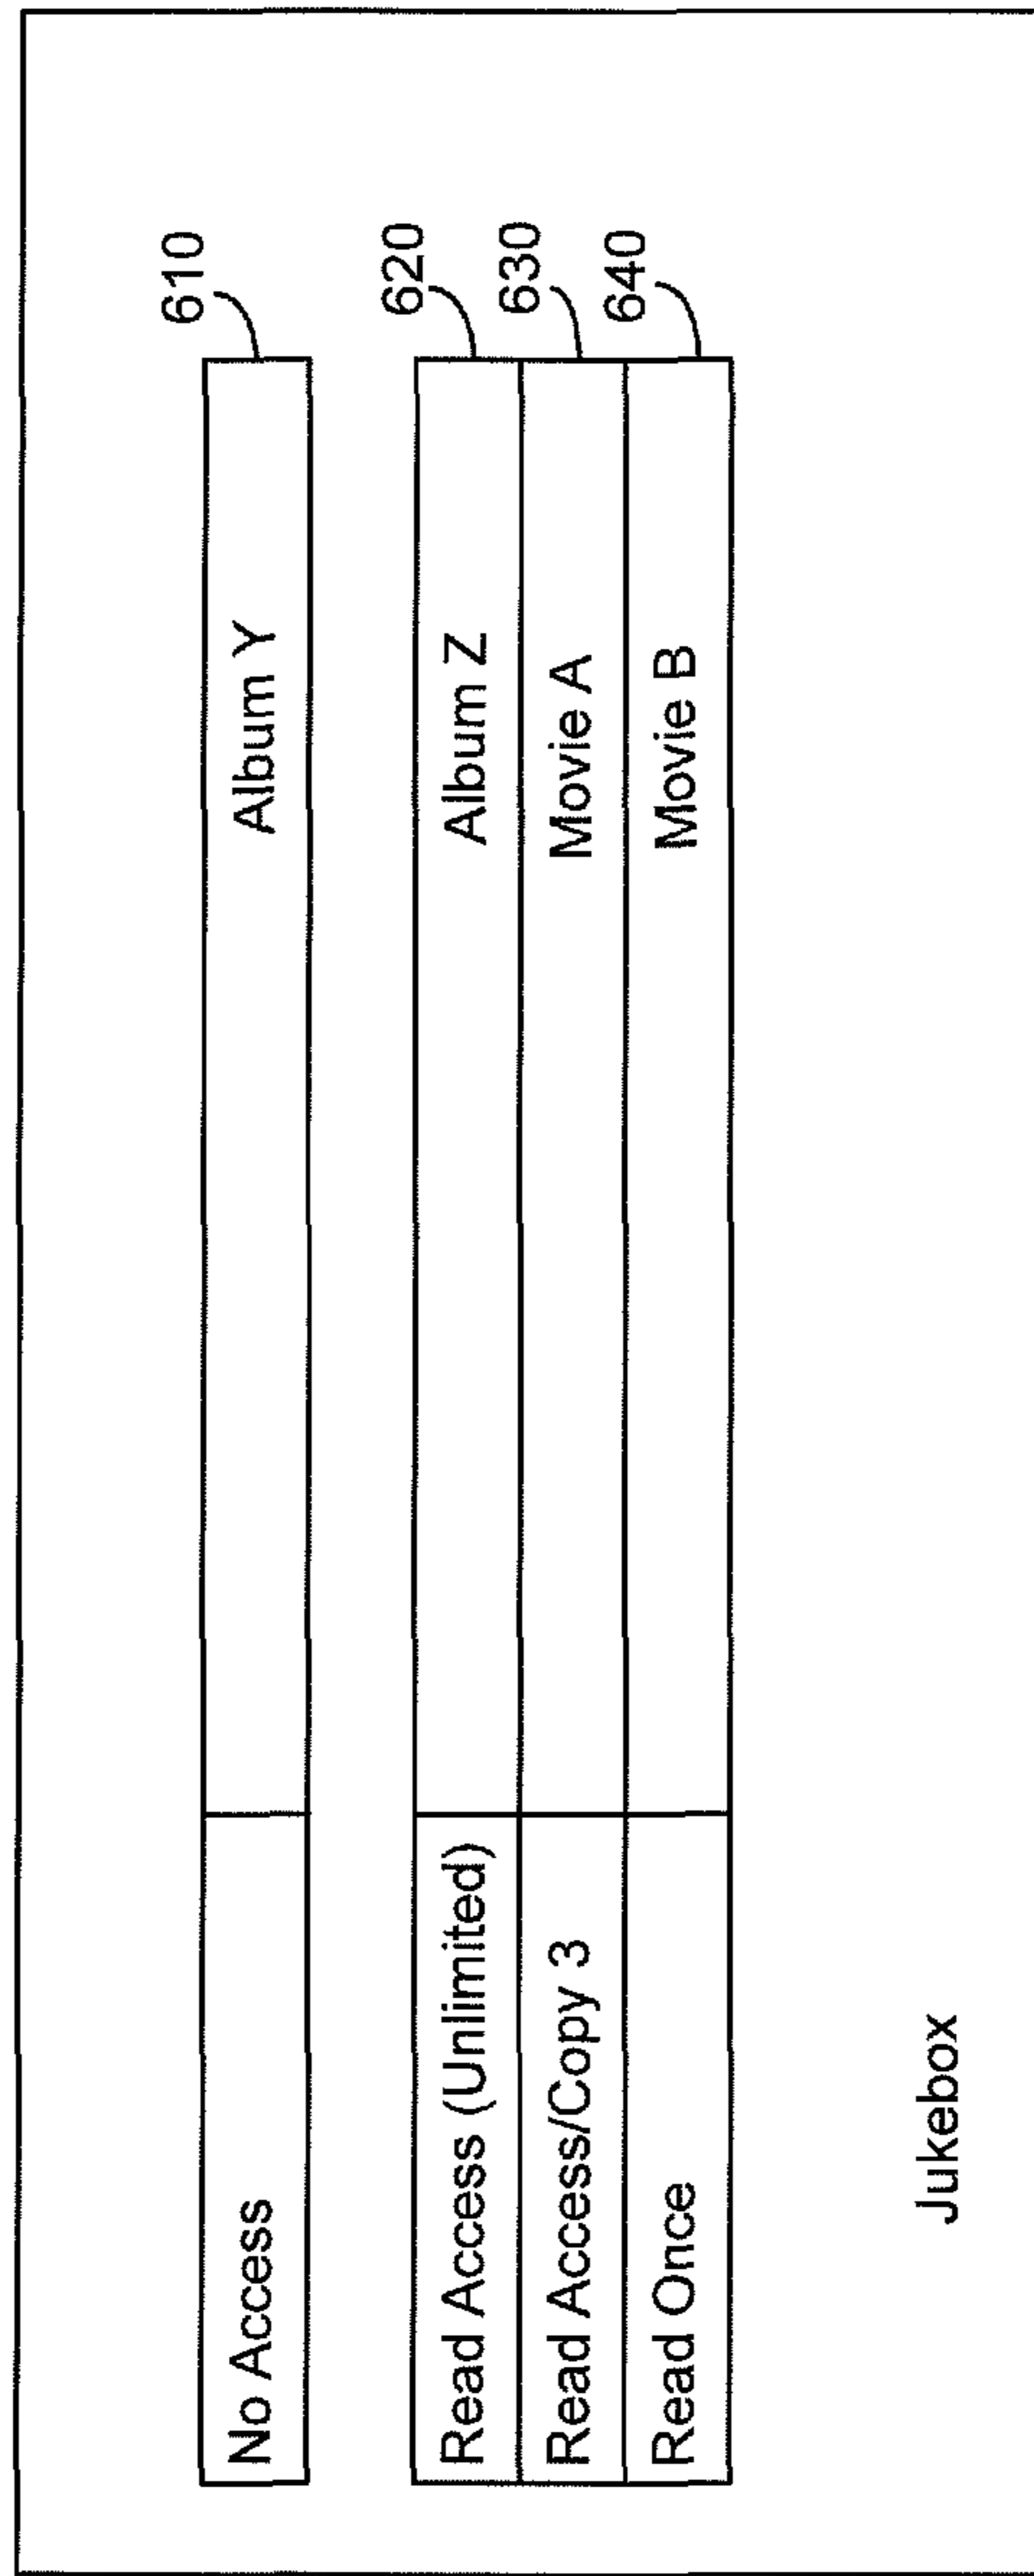 No Access Album Y 610
Read Access (Unlimited) Album Z 620
Read Access/Copy 3 Movie A 630
Read Once Movie B 640
Jukebox